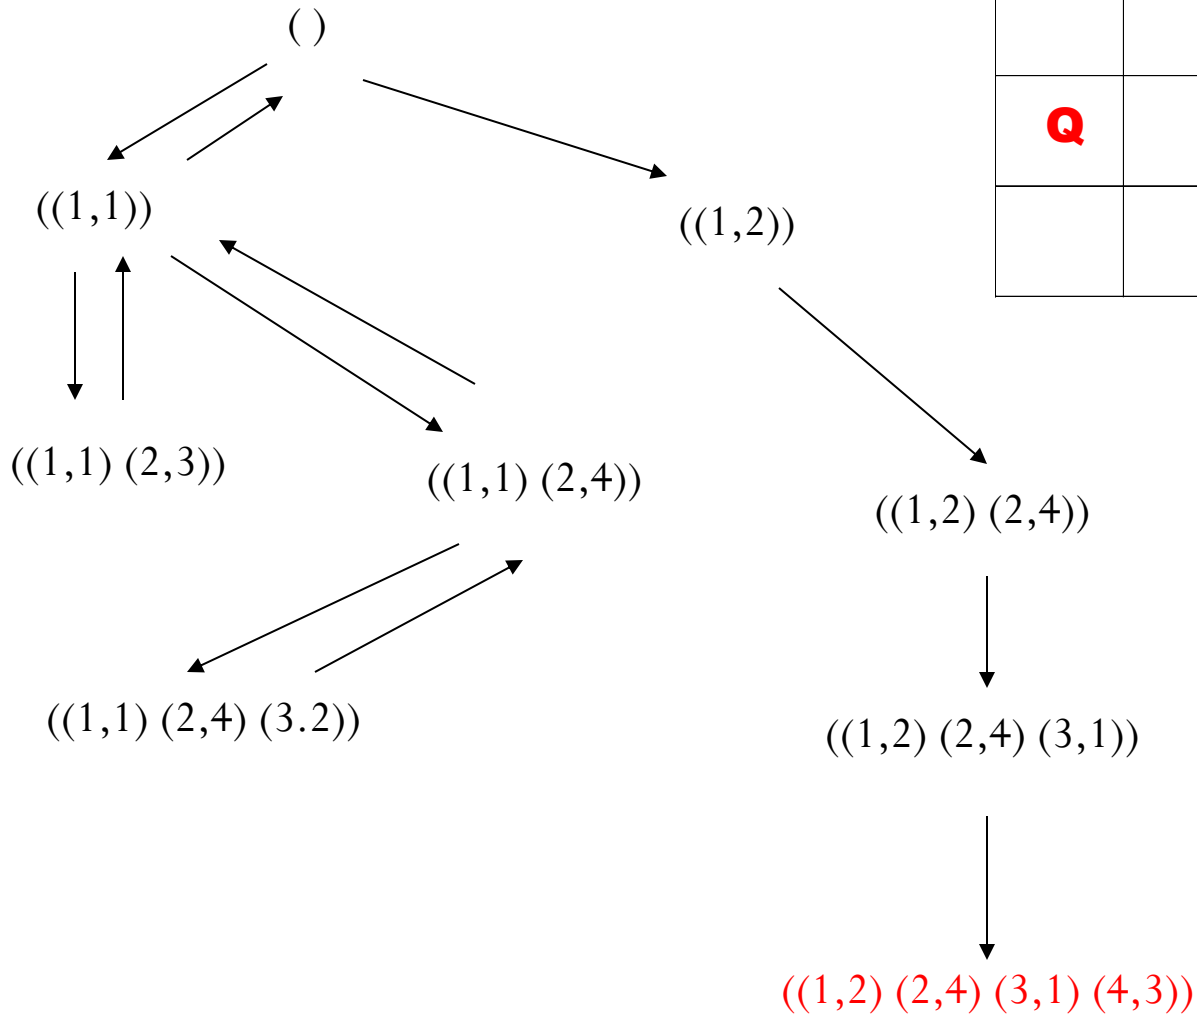 ( )
Q
((1,1))
((1,2))
((1,1) (2,3))
((1,1) (2,4))
((1,2) (2,4))
((1,1) (2,4) (3.2))
((1,2) (2,4) (3,1))
((1,2) (2,4) (3,1) (4,3))